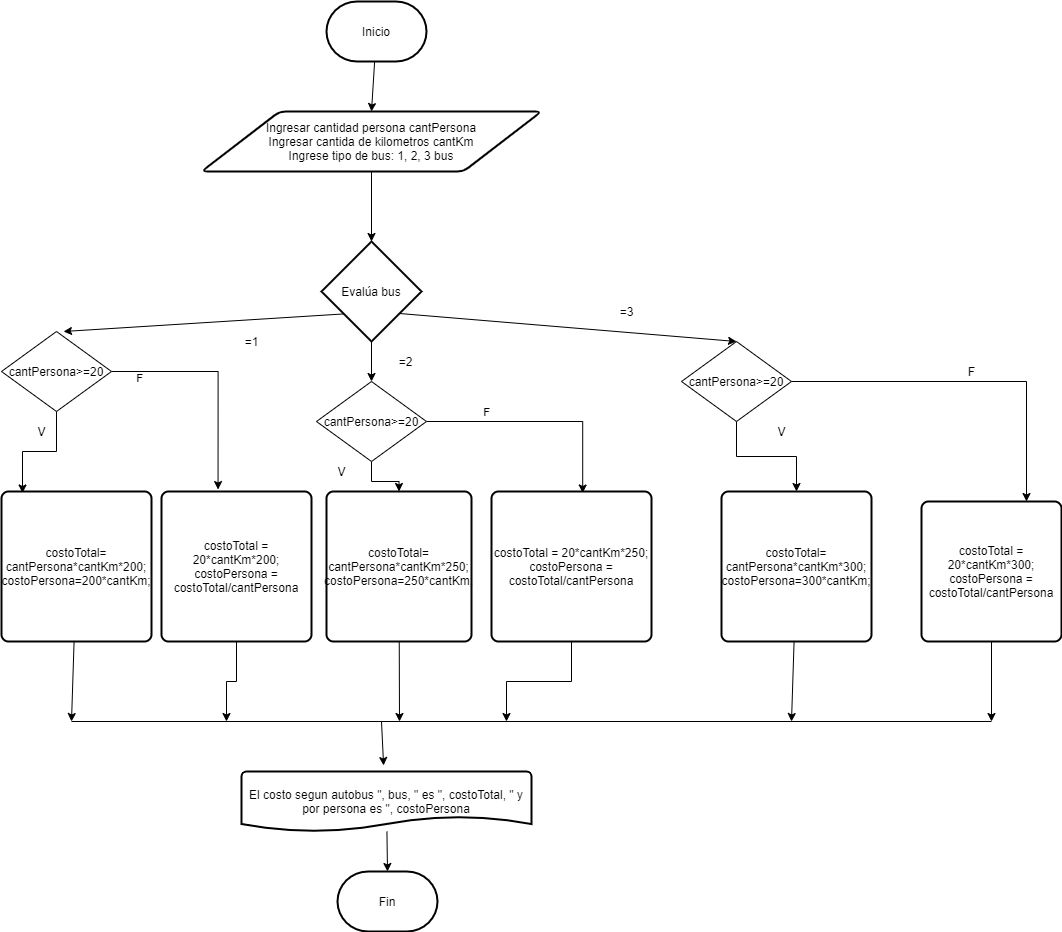 Inicio
Ingresar cantidad persona cantPersona
Ingresar cantida de kilometros cantKm
Ingrese tipo de bus: 1, 2, 3 bus
Evalúa bus
=1
=2
=3
cantPersona>=20
F
V
cantPersona>=20
F
V
cantPersona>=20
F
V
costoTotal=
cantPersona*cantKm*200;
costoPersona=200*cantKm;
costoTotal =
20*cantKm*200;
costoPersona =
costoTotal/cantPersona
costoTotal=
cantPersona*cantKm*250;
costoPersona=250*cantKm
costoTotal = 20*cantKm*250;
costoPersona =
costoTotal/cantPersona
costoTotal=
cantPersona*cantKm*300;
costoPersona=300*cantKm;
costoTotal =
20*cantKm*300;
costoPersona =
costoTotal/cantPersona
El costo segun autobus ", bus, " es ", costoTotal, " y
por persona es ", costoPersona
Fin